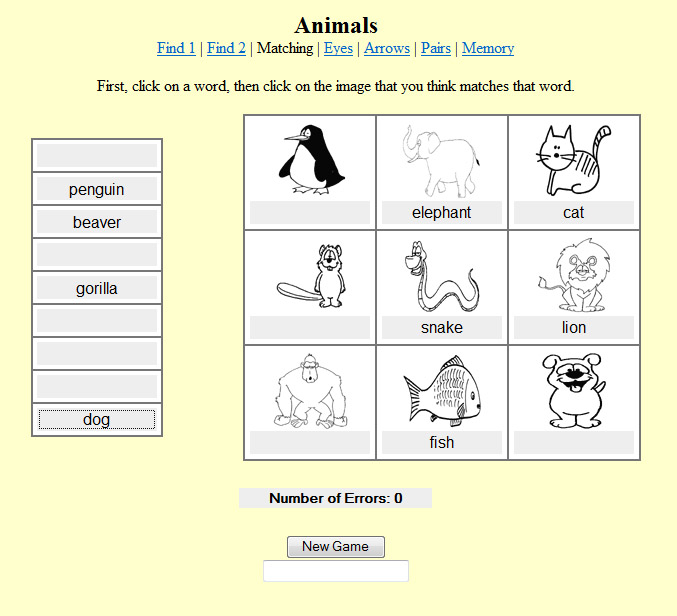 Animals
Find 1 | Find 2 | Matching | Eyes | Arrows | Pairs | Memory
First, click on a word, then click on the image that you think matches that word.
penguin
beaver
gorilla
dog
elephant
cat
snake
lion
fish
Number of Errors: 0
New Game